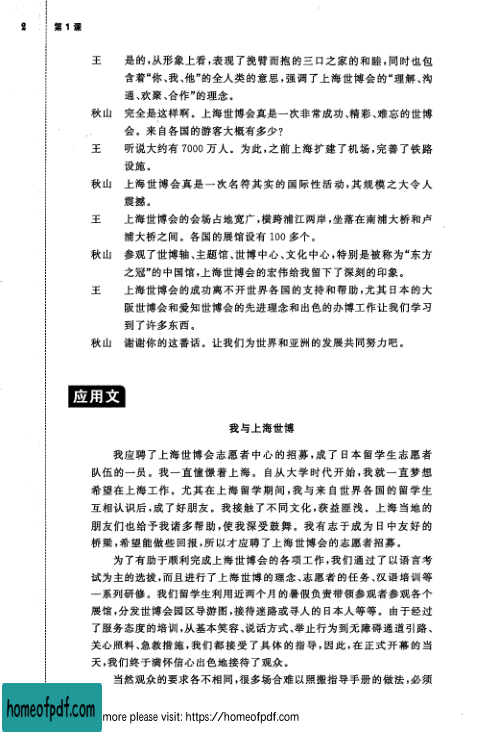 2 第1课
王 是的,从形象上看,表现了挽臂而抱的三口之家的和睦,同时也包
含着“你、我、他”的全人类的意思,强调了上海世博会的“理解、沟
通、欢聚、合作”的理念。
秋山 完全是这样啊。上海世博会真是一次非常成功、精彩、难忘的世博
会。来自各国的游客大概有多少?
王 听说大约有7000万人。为此,之前上海扩建了机场,完善了铁路
设施。
秋山 上海世博会真是一次名符其实的国际性活动,其规模之大令人
震撼。
王 上海世博会的会场占地宽广,横跨浦江两岸,坐落在南浦大桥和卢
浦大桥之间。各国的展馆设有100多个。
秋山 参观了世博轴、主题馆、世博中心、文化中心,特别是被称为“东方
之冠”的中国馆,上海世博会的宏伟给我留下了深刻的印象。
王 上海世博会的成功离不开世界各国的支持和帮助,尤其日本的大
阪世博会和爱知世博会的先进理念和出色的办博工作让我们学习
到了许多东西。
秋山 谢谢你的这番话。让我们为世界和亚洲的发展共同努力吧。
应用文
我与上海世博
我应聘了上海世博会志愿者中心的招募,成了日本留学生志愿者
队伍的一员。我一直憧憬着上海。自从大学时代开始,我就一直梦想
希望在上海工作。尤其在上海留学期间,我与来自世界各国的留学生
互相认识后,成了好朋友。我接触了不同文化,获益匪浅。上海当地的
朋友们也给予我诸多帮助,使我深受鼓舞。我有志于成为日中友好的
桥梁,希望能做些回报,所以才应聘了上海世博会的志愿者招募。
为了有助于顺利完成上海世博会的各项工作,我们通过了以语言考
试为主的选拔,而且进行了上海世博的理念、志愿者的任务、汉语培训等
一系列研修。我们留学生利用近两个月的暑假负责带领参观者参观各个
展馆,分发世博会园区导游图,接待迷路或寻人的日本人等等。由于经过
了服务态度的培训,从基本笑容、说话方式、举止行为到无障碍通道引路、
关心照料、急救措施,我们都接受了具体的指导,因此,在正式开幕的当
天,我们终于满怀信心出色地接待了观众。
当然观众的要求各不相同,很多场合难以照搬指导手册的做法,必须
homeofpdf.com
more please visit: https://homeofpdf.com